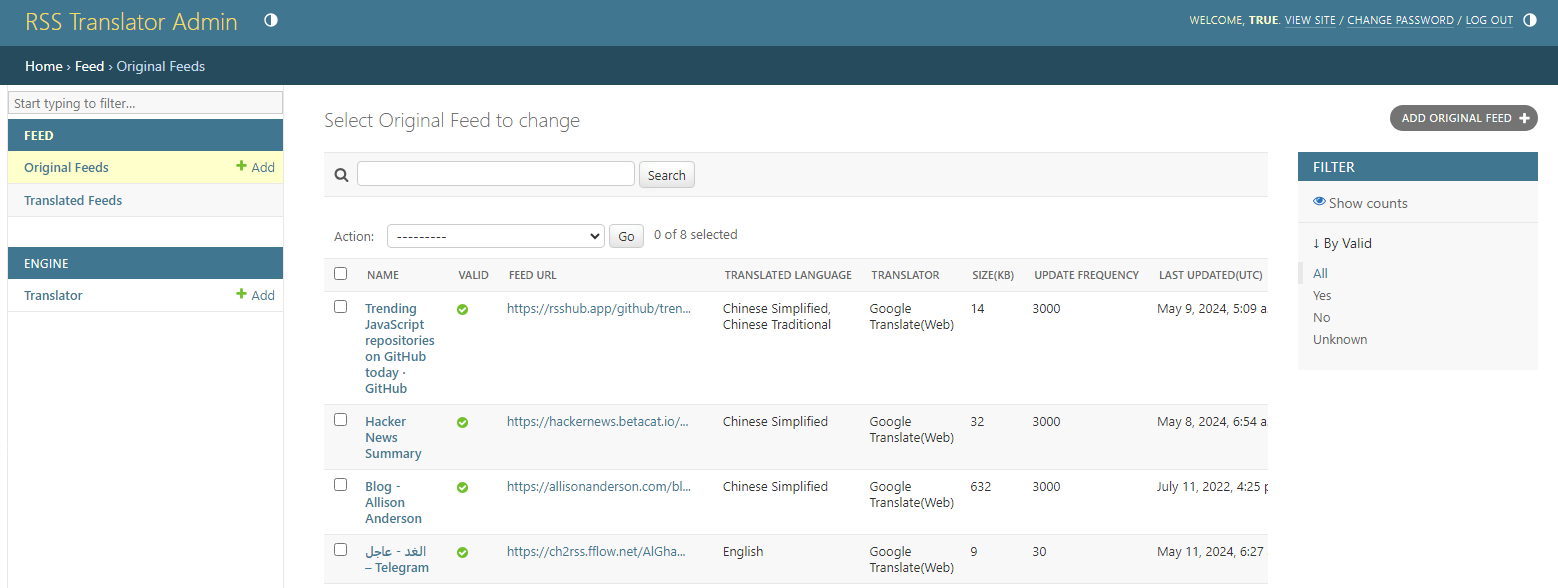 RSS Translator Admin
WELCOME, TRUE. VIEW SITE / CHANGE PASSWORD / LOG OUT
Home › Feed › Original Feeds
Start typing to filter...
FEED
Original Feeds
Add
Translated Feeds
ENGINE
Translator
Add
Select Original Feed to change
ADD ORIGINAL FEED
Search
Action:
---------
Go
0 of 8 selected
NAME VALID FEED URL TRANSLATED LANGUAGE TRANSLATOR SIZE(KB) UPDATE FREQUENCY LAST UPDATED(UTC)
Trending
JavaScript
repositories
on GitHub
today ·
GitHub
https://rsshub.app/github/tren...
Chinese Simplified,
Chinese Traditional
Google
Translate(Web)
14
3000
May 9, 2024, 5:09 a.
Hacker
News
Summary
https://hackernews.betacat.io/...
Chinese Simplified
Google
Translate(Web)
32
3000
May 8, 2024, 6:54 a.
Blog -
Allison
Anderson
https://allisonanderson.com/bl...
Chinese Simplified
Google
Translate(Web)
632
3000
July 11, 2022, 4:25 p
الغد - عاجل
– Telegram
https://ch2rss.fflow.net/AlGha...
English
Google
Translate(Web)
9
30
May 11, 2024, 6:27
FILTER
Show counts
↓ By Valid
All
Yes
No
Unknown